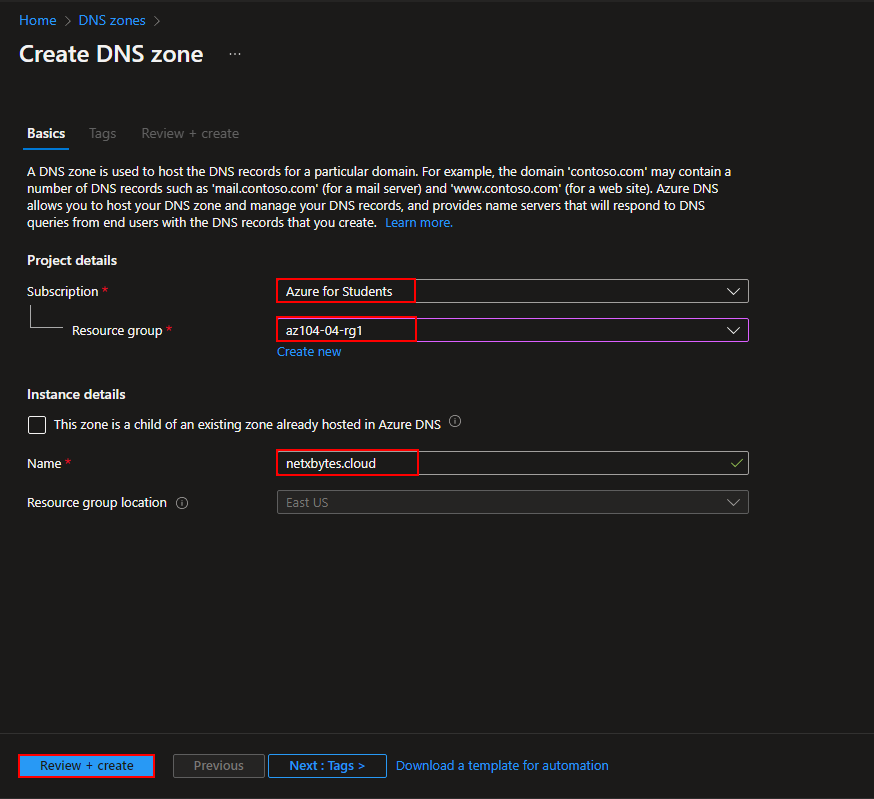 Home > DNS zones >
Create DNS zone ...
Basics Tags Review + create
A DNS zone is used to host the DNS records for a particular domain. For example, the domain 'contoso.com' may contain a
number of DNS records such as 'mail.contoso.com' (for a mail server) and 'www.contoso.com' (for a web site). Azure DNS
allows you to host your DNS zone and manage your DNS records, and provides name servers that will respond to DNS
queries from end users with the DNS records that you create. Learn more.
Project details
Subscription * Azure for Students
Resource group * az104-04-rg1
Create new
Instance details
This zone is a child of an existing zone already hosted in Azure DNS
Name * netxbytes.cloud
Resource group location East US
Review + create Previous Next : Tags > Download a template for automation